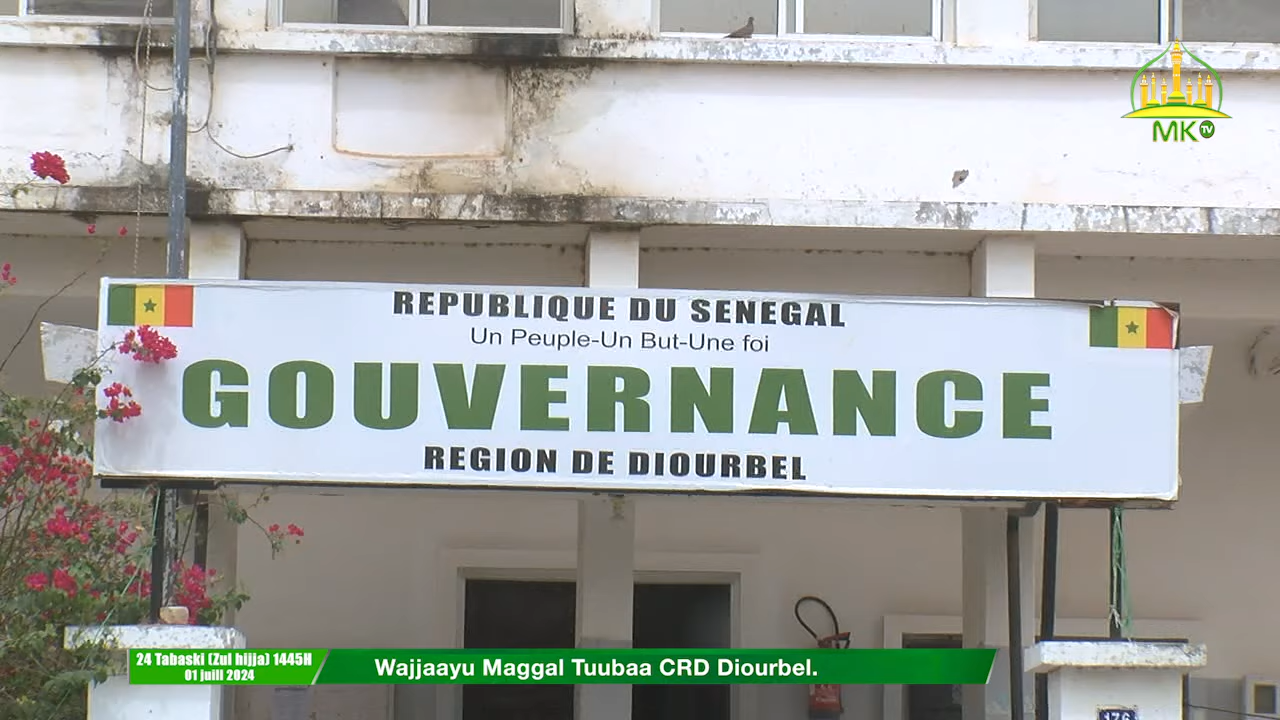 MK TV
REPUBLIQUE DU SENEGAL
Un Peuple-Un But-Une foi
GOUVERNANCE
REGION DE DIOURBEL
24 Tabaski (Zul hijja) 1445H
01 juill 2024
Wajjaayu Maggal Tuubaa CRD Diourbel.
176